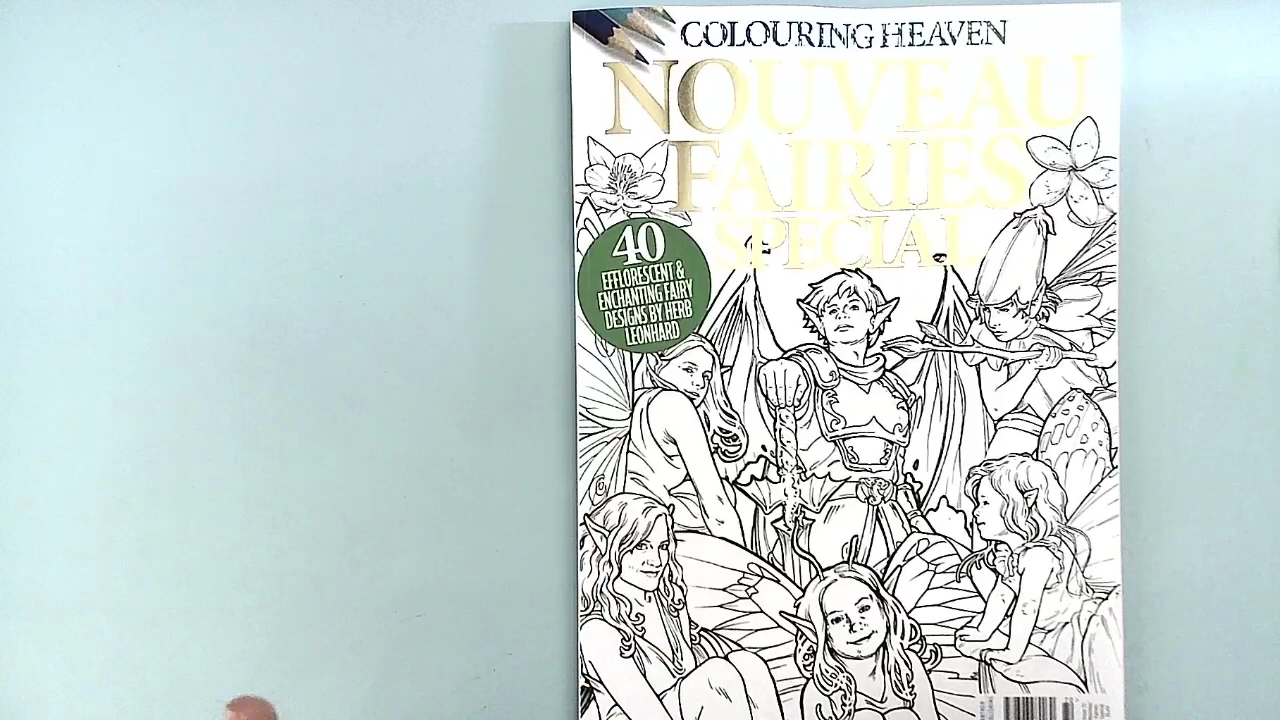 COLOURING HEAVEN
NOUVEAU
FAIRIES
SPECIAL
40
EFFLORESCENT &
ENCHANTING FAIRY
DESIGNS BY HERB
LEONHARD